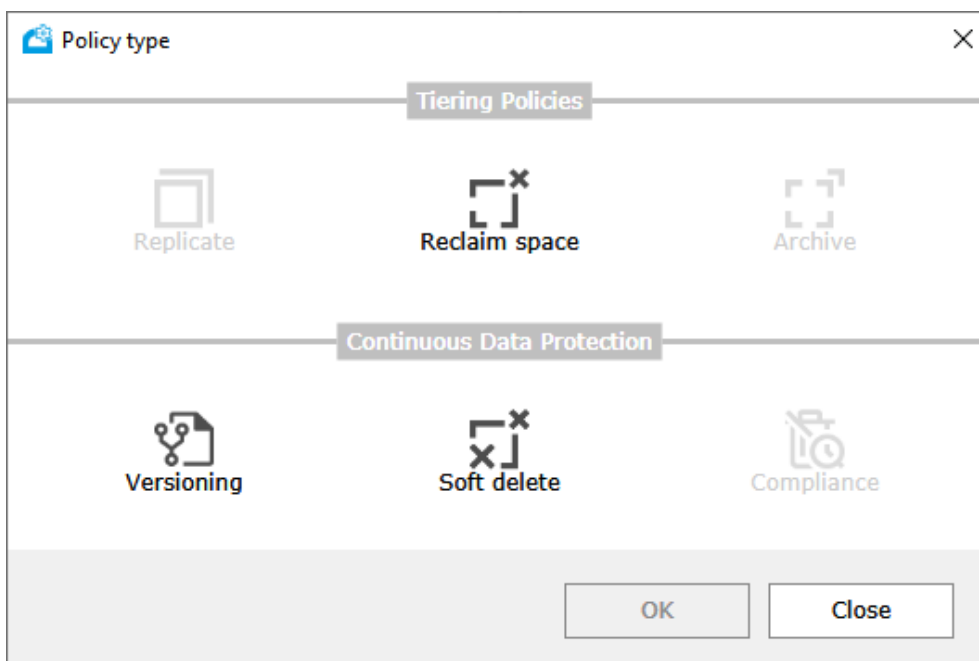 Policy type
Tiering Policies
Replicate
Reclaim space
Archive
Continuous Data Protection
Versioning
Soft delete
Compliance
OK
Close